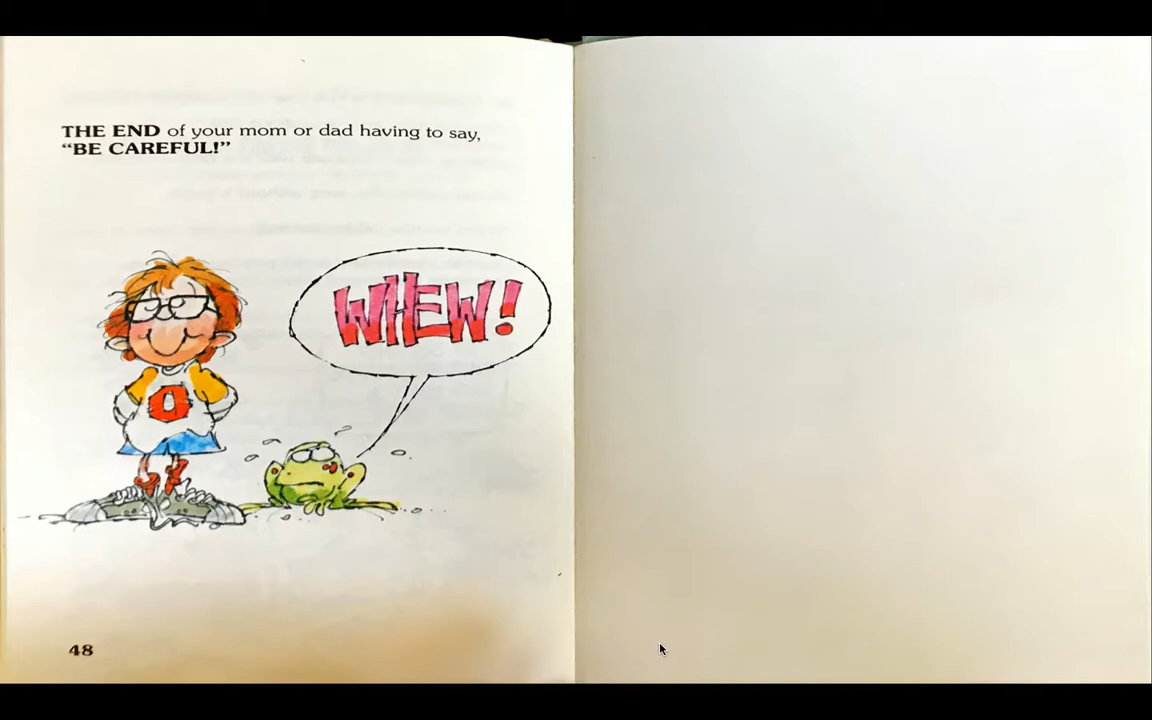 THE END of your mom or dad having to say,
“BE CAREFUL!”
WHEW!
O
48